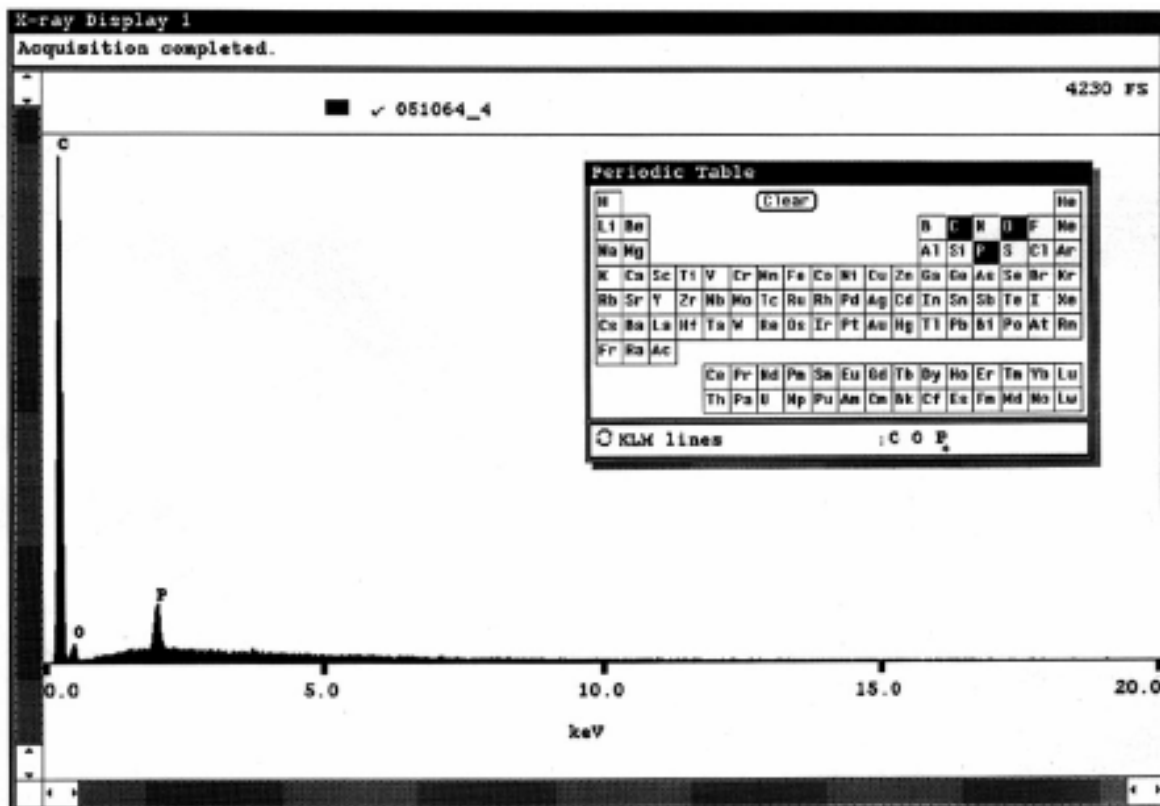 X-ray Display 1
Acquisition completed.
4230 FS
✓ 051064_4
C
Periodic Table
H Clear He
Li Be B C N O F Ne
Na Mg Al Si P S Cl Ar
K Ca Sc Ti V Cr Mn Fe Co Ni Cu Zn Ga Ge As Se Br Kr
Rb Sr Y Zr Nb Mo Tc Ru Rh Pd Ag Cd In Sn Sb Te I Xe
Cs Ba La Hf Ta W Re Os Ir Pt Au Hg Tl Pb Bi Po At Rn
Fr Ra Ac
Ce Pr Nd Pm Sm Eu Gd Tb Dy Ho Er Tm Yb Lu
Th Pa U Np Pu Am Cm Bk Cf Es Fm Md No Lw
KLM lines :C O P
P
O
0.0 5.0 10.0 15.0 20.0
keV